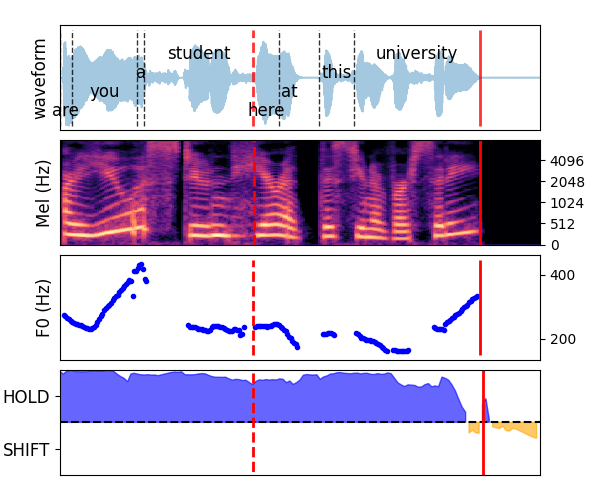 waveform
are you a student here at this university
Mel (Hz)
4096
2048
1024
512
0
F0 (Hz)
400
200
HOLD
SHIFT